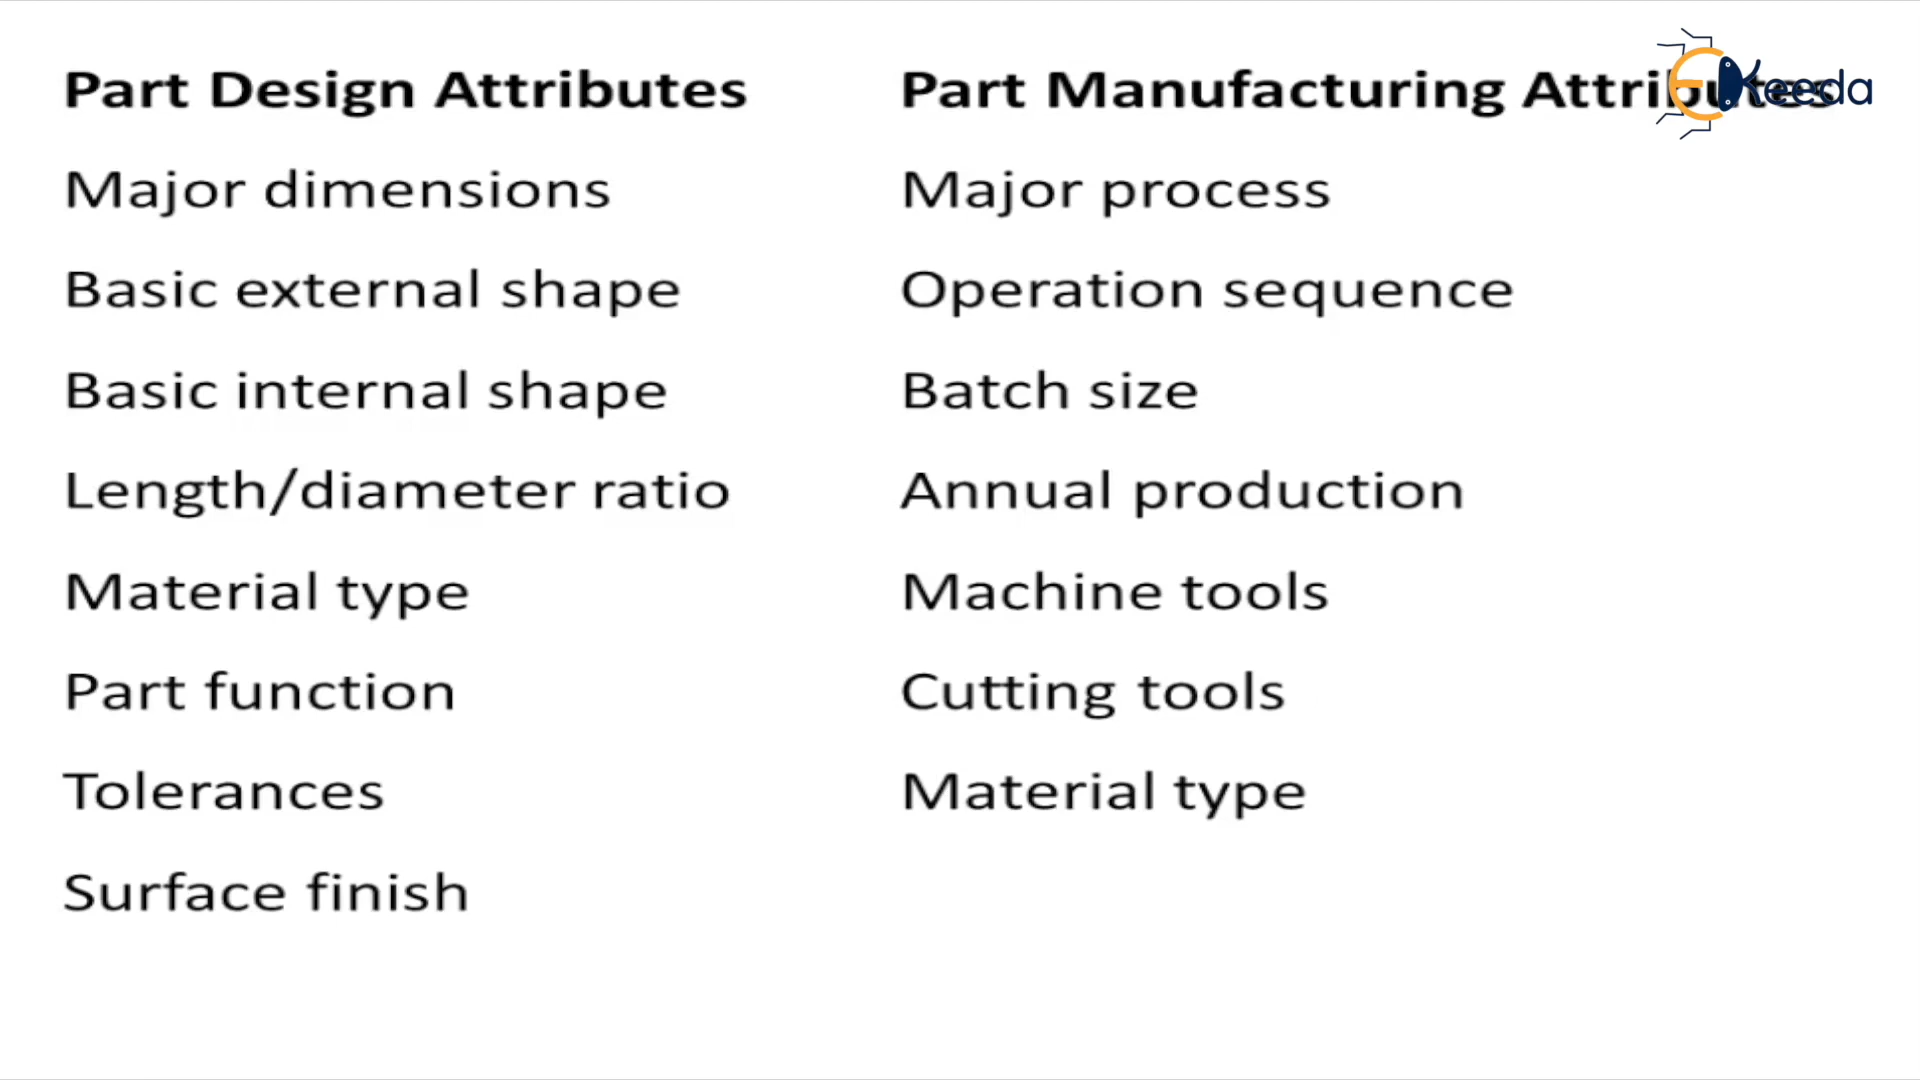 Part Design Attributes
Major dimensions
Basic external shape
Basic internal shape
Length/diameter ratio
Material type
Part function
Tolerances
Surface finish
Part Manufacturing Attributes
Major process
Operation sequence
Batch size
Annual production
Machine tools
Cutting tools
Material type
EKeeda